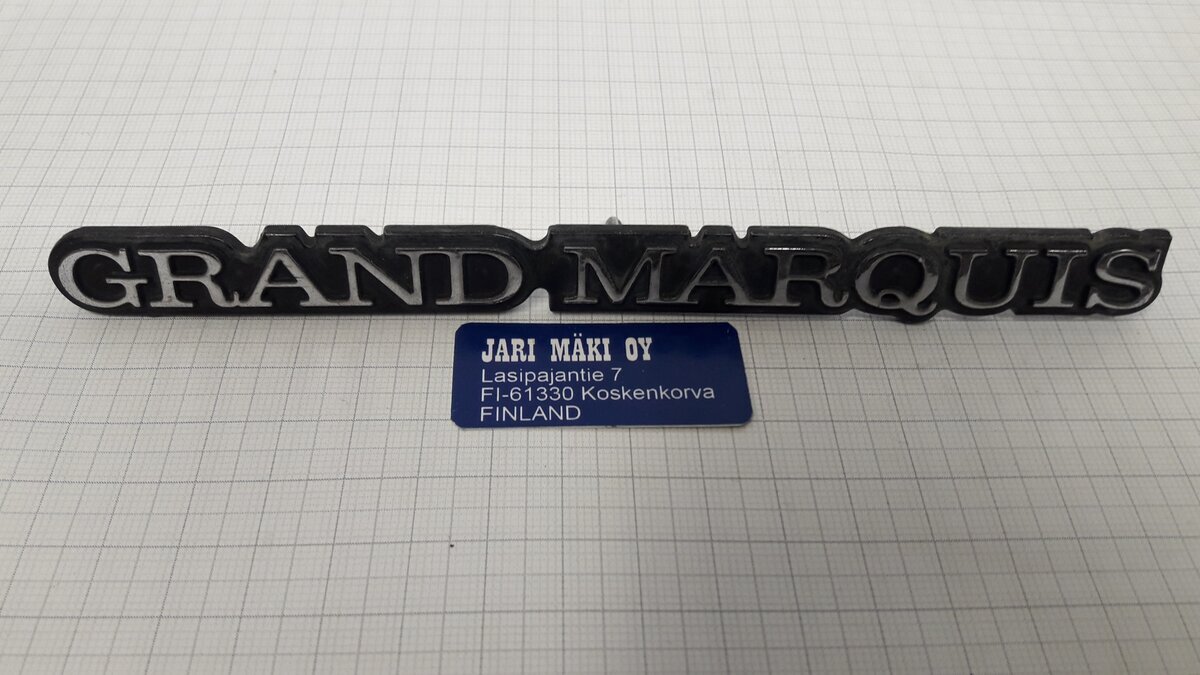 GRAND MARQUIS
JARI MÄKI OY
Lasipajantie 7
FI-61330 Koskenkorva
FINLAND